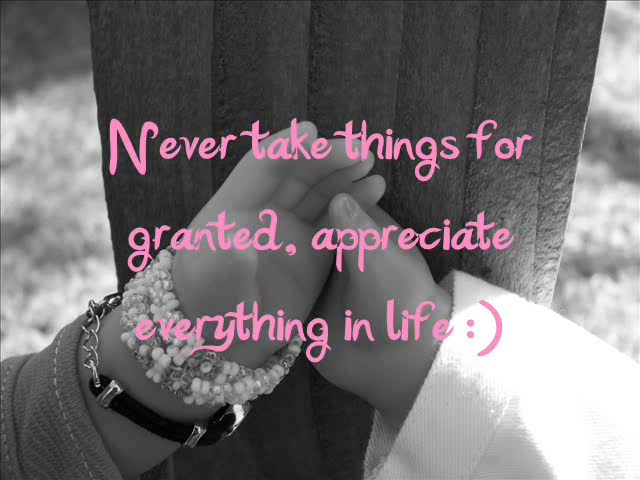 Never take things for
granted, appreciate
everything in life :)